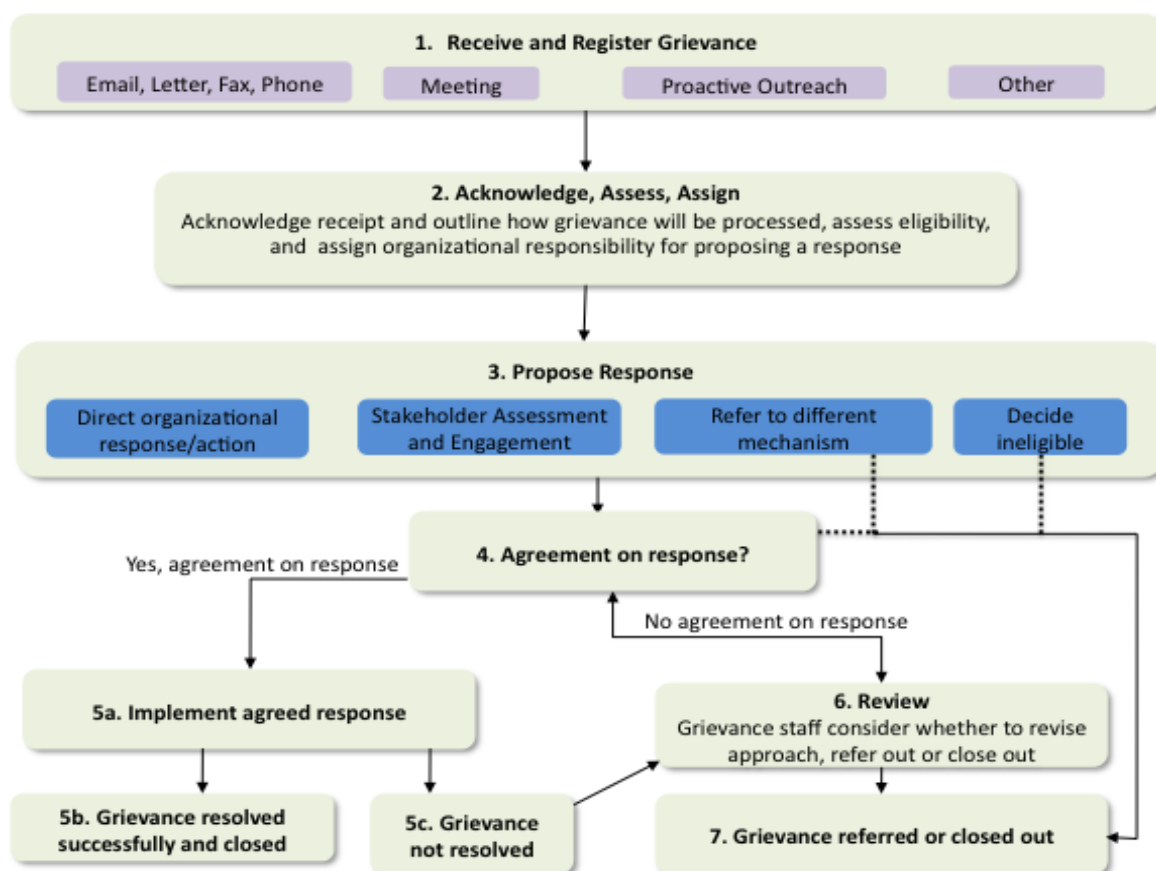 1. Receive and Register Grievance
Email, Letter, Fax, Phone
Meeting
Proactive Outreach
Other
2. Acknowledge, Assess, Assign
Acknowledge receipt and outline how grievance will be processed, assess eligibility,
and assign organizational responsibility for proposing a response
3. Propose Response
Direct organizational
response/action
Stakeholder Assessment
and Engagement
Refer to different
mechanism
Decide
ineligible
4. Agreement on response?
Yes, agreement on response
No agreement on response
5a. Implement agreed response
6. Review
Grievance staff consider whether to revise
approach, refer out or close out
5b. Grievance resolved
successfully and closed
5c. Grievance
not resolved
7. Grievance referred or closed out